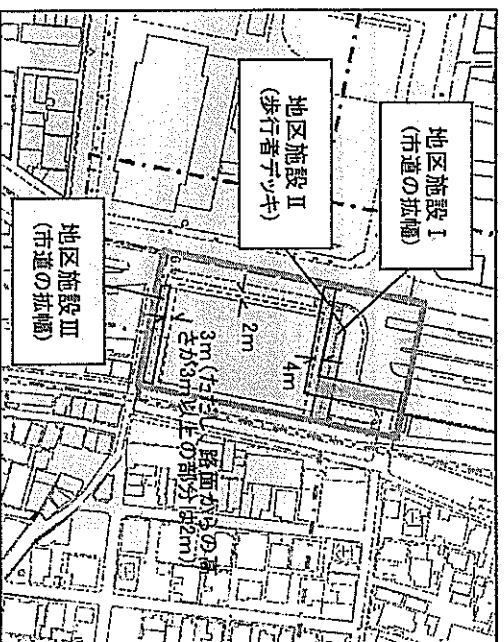 地区施設Ⅰ
(市道の拡幅)
地区施設Ⅱ
(歩行者デッキ)
4m
2m
3m(ただし、路面からの高
さが3m以上の部分は2m)
地区施設Ⅲ
(市道の拡幅)